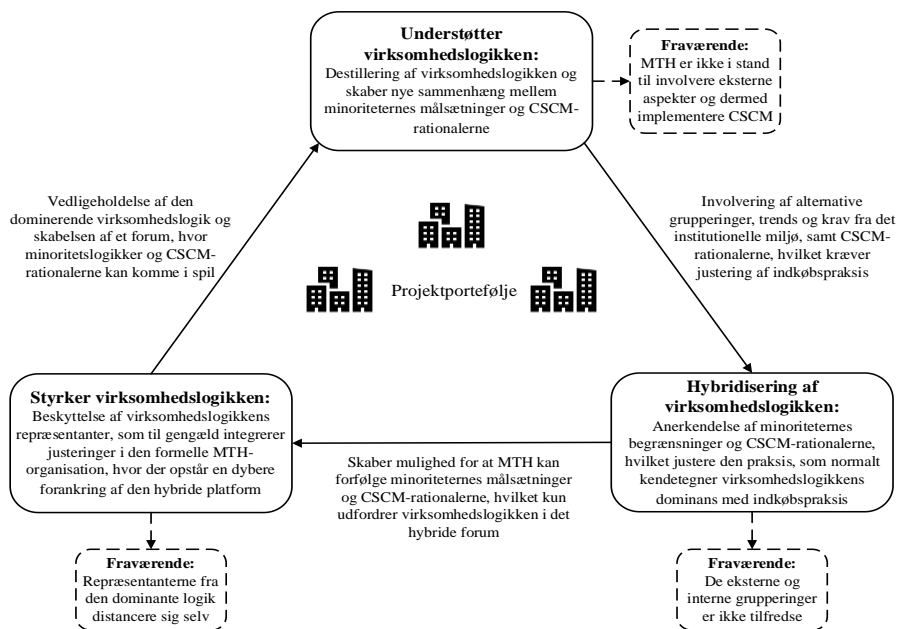 Understøtter
virksomhedslogikken:
Destillering af virksomhedslogikken og
skaber nye sammenhæng mellem
minoriteternes målsætninger og CSCM-
rationalerne
Fraværende:
MTH er ikke i stand
til involvere eksterne
aspekter og dermed
implementere CSCM
Vedligeholdelse af den
dominerende virksomhedslogik og
skabelsen af et forum, hvor
minoritetslogikker og CSCM-
rationalerne kan komme i spil
Involvering af alternative
grupperinger, trends og krav fra det
institutionelle miljø, samt CSCM-
rationalerne, hvilket kræver
justering af indkøbspraksis
Projektportefølje
Styrker virksomhedslogikken:
Beskyttelse af virksomhedslogikkens
repræsentanter, som til gengæld integrerer
justeringer i den formelle MTH-
organisation, hvor der opstår en dybere
forankring af den hybride platform
Skaber mulighed for at MTH kan
forfølge minoriteternes målsætninger
og CSCM-rationalerne, hvilket kun
udfordrer virksomhedslogikken i det
hybride forum
Hybridisering af
virksomhedslogikken:
Anerkendelse af minoriteternes
begrænsninger og CSCM-rationalerne,
hvilket justere den praksis, som normalt
kendetegner virksomhedslogikkens
dominans med indkøbspraksis
Fraværende:
Repræsentanterne fra
den dominante logik
distancere sig selv
Fraværende:
De eksterne og
interne grupperinger
er ikke tilfredse